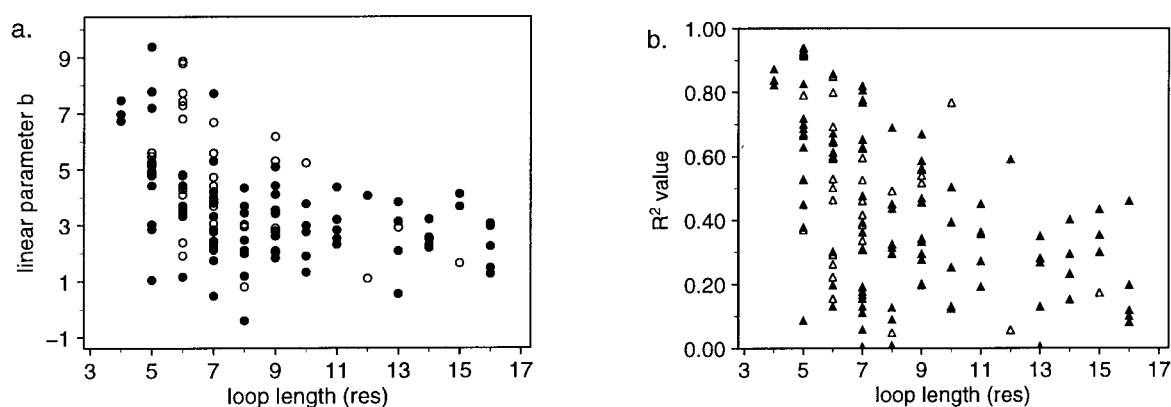 a.
linear parameter b
9
7
5
3
1
−1
3 5 7 9 11 13 15 17
loop length (res)
b.
R² value
1.00
0.80
0.60
0.40
0.20
0.00
3 5 7 9 11 13 15 17
loop length (res)